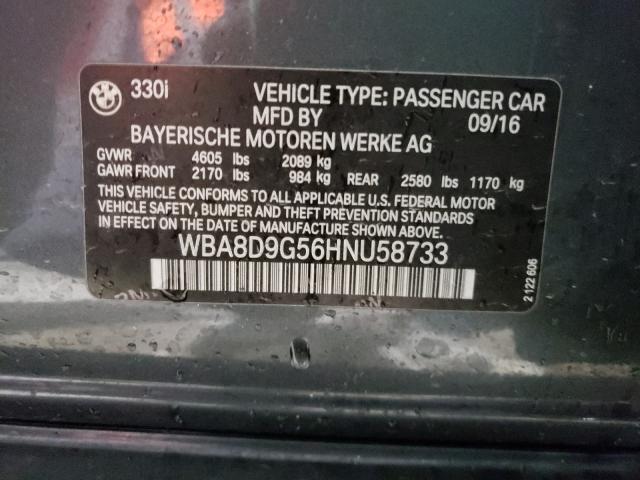 330i VEHICLE TYPE: PASSENGER CAR
MFD BY 09/16
BAYERISCHE MOTOREN WERKE AG
GVWR 4605 lbs 2089 kg
GAWR FRONT 2170 lbs 984 kg REAR 2580 lbs 1170 kg
THIS VEHICLE CONFORMS TO ALL APPLICABLE U.S. FEDERAL MOTOR
VEHICLE SAFETY, BUMPER AND THEFT PREVENTION STANDARDS
IN EFFECT ON THE DATE OF MANUFACTURE SHOWN ABOVE.
WBA8D9G56HNU58733
2 122 606